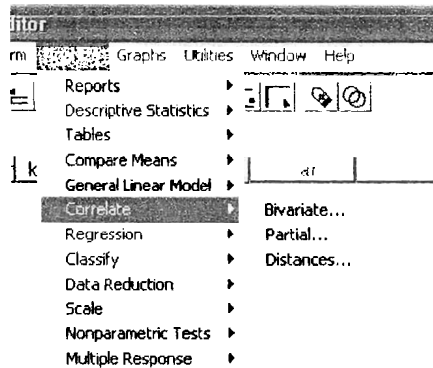 ditor
rm Graphs Utilities Window Help
Reports
Descriptive Statistics
Tables
k Compare Means
General Linear Model
Correlate Bivariate...
Regression Partial...
Classify Distances...
Data Reduction
Scale
Nonparametric Tests
Multiple Response